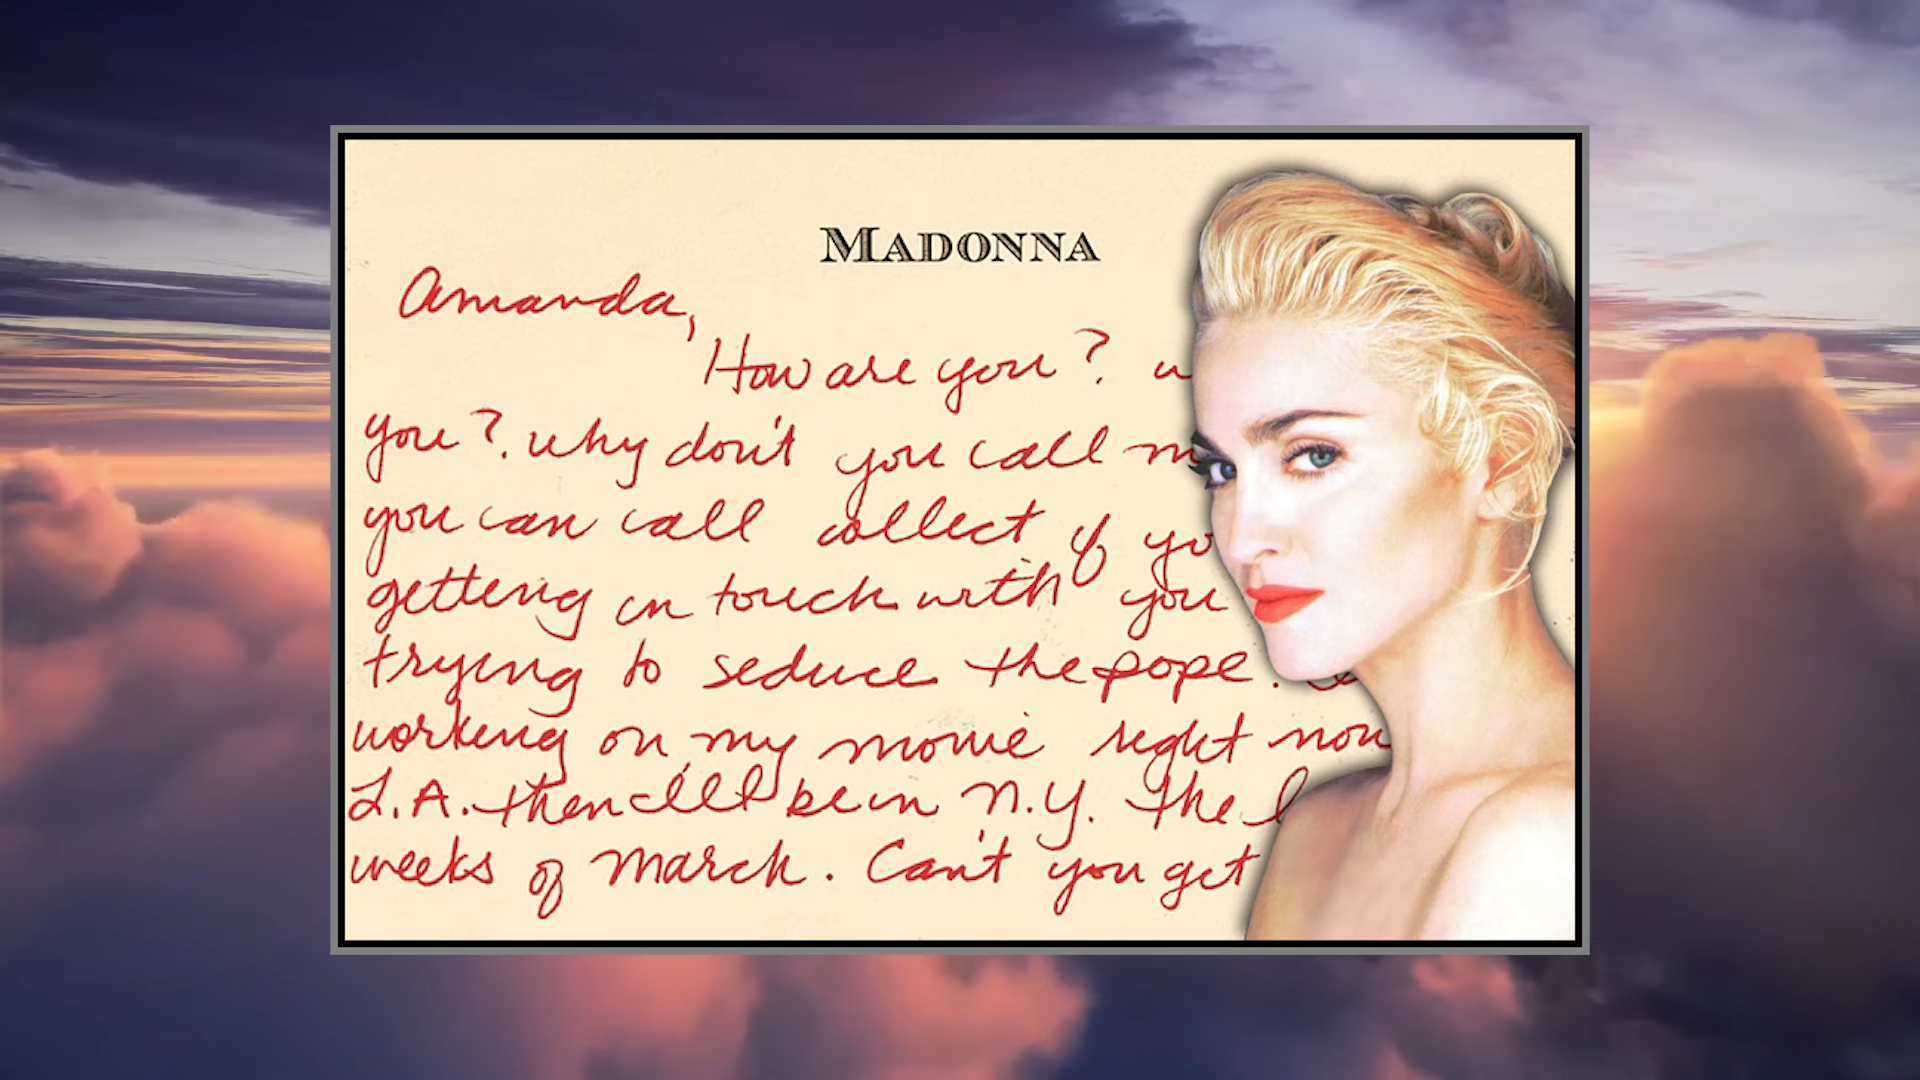 MADONNA
Amanda,
How are you?
you? why don't you call
you can call collect if
getting in touch with you
trying to seduce the pope.
working on my movie right
L.A. then I'll be in N.Y. The
weeks of March. Can't you get